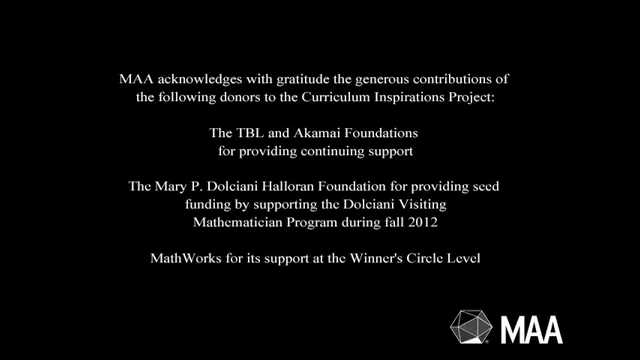 MAA acknowledges with gratitude the generous contributions of
the following donors to the Curriculum Inspirations Project:
The TBL and Akamai Foundations
for providing continuing support
The Mary P. Dolciani Halloran Foundation for providing seed
funding by supporting the Dolciani Visiting
Mathematician Program during fall 2012
MathWorks for its support at the Winner's Circle Level
MAA